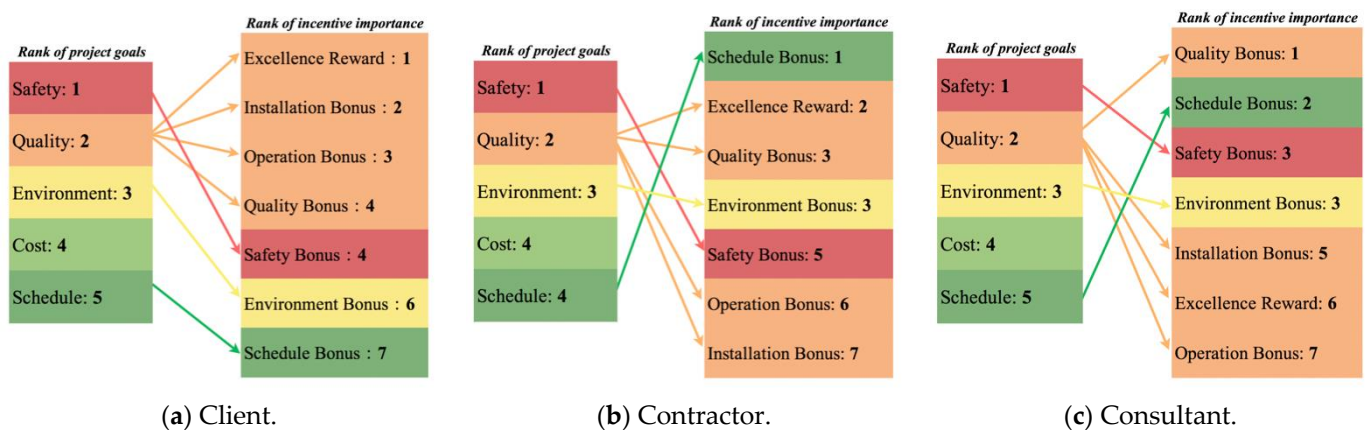 Rank of project goals
Safety: 1
Quality: 2
Environment: 3
Cost: 4
Schedule: 5
Rank of incentive importance
Excellence Reward：1
Installation Bonus：2
Operation Bonus：3
Quality Bonus：4
Safety Bonus：4
Environment Bonus：6
Schedule Bonus：7
(a) Client.
Rank of project goals
Safety: 1
Quality: 2
Environment: 3
Cost: 4
Schedule: 4
Rank of incentive importance
Schedule Bonus: 1
Excellence Reward: 2
Quality Bonus: 3
Environment Bonus: 3
Safety Bonus: 5
Operation Bonus: 6
Installation Bonus: 7
(b) Contractor.
Rank of project goals
Safety: 1
Quality: 2
Environment: 3
Cost: 4
Schedule: 5
Rank of incentive importance
Quality Bonus: 1
Schedule Bonus: 2
Safety Bonus: 3
Environment Bonus: 3
Installation Bonus: 5
Excellence Reward: 6
Operation Bonus: 7
(c) Consultant.